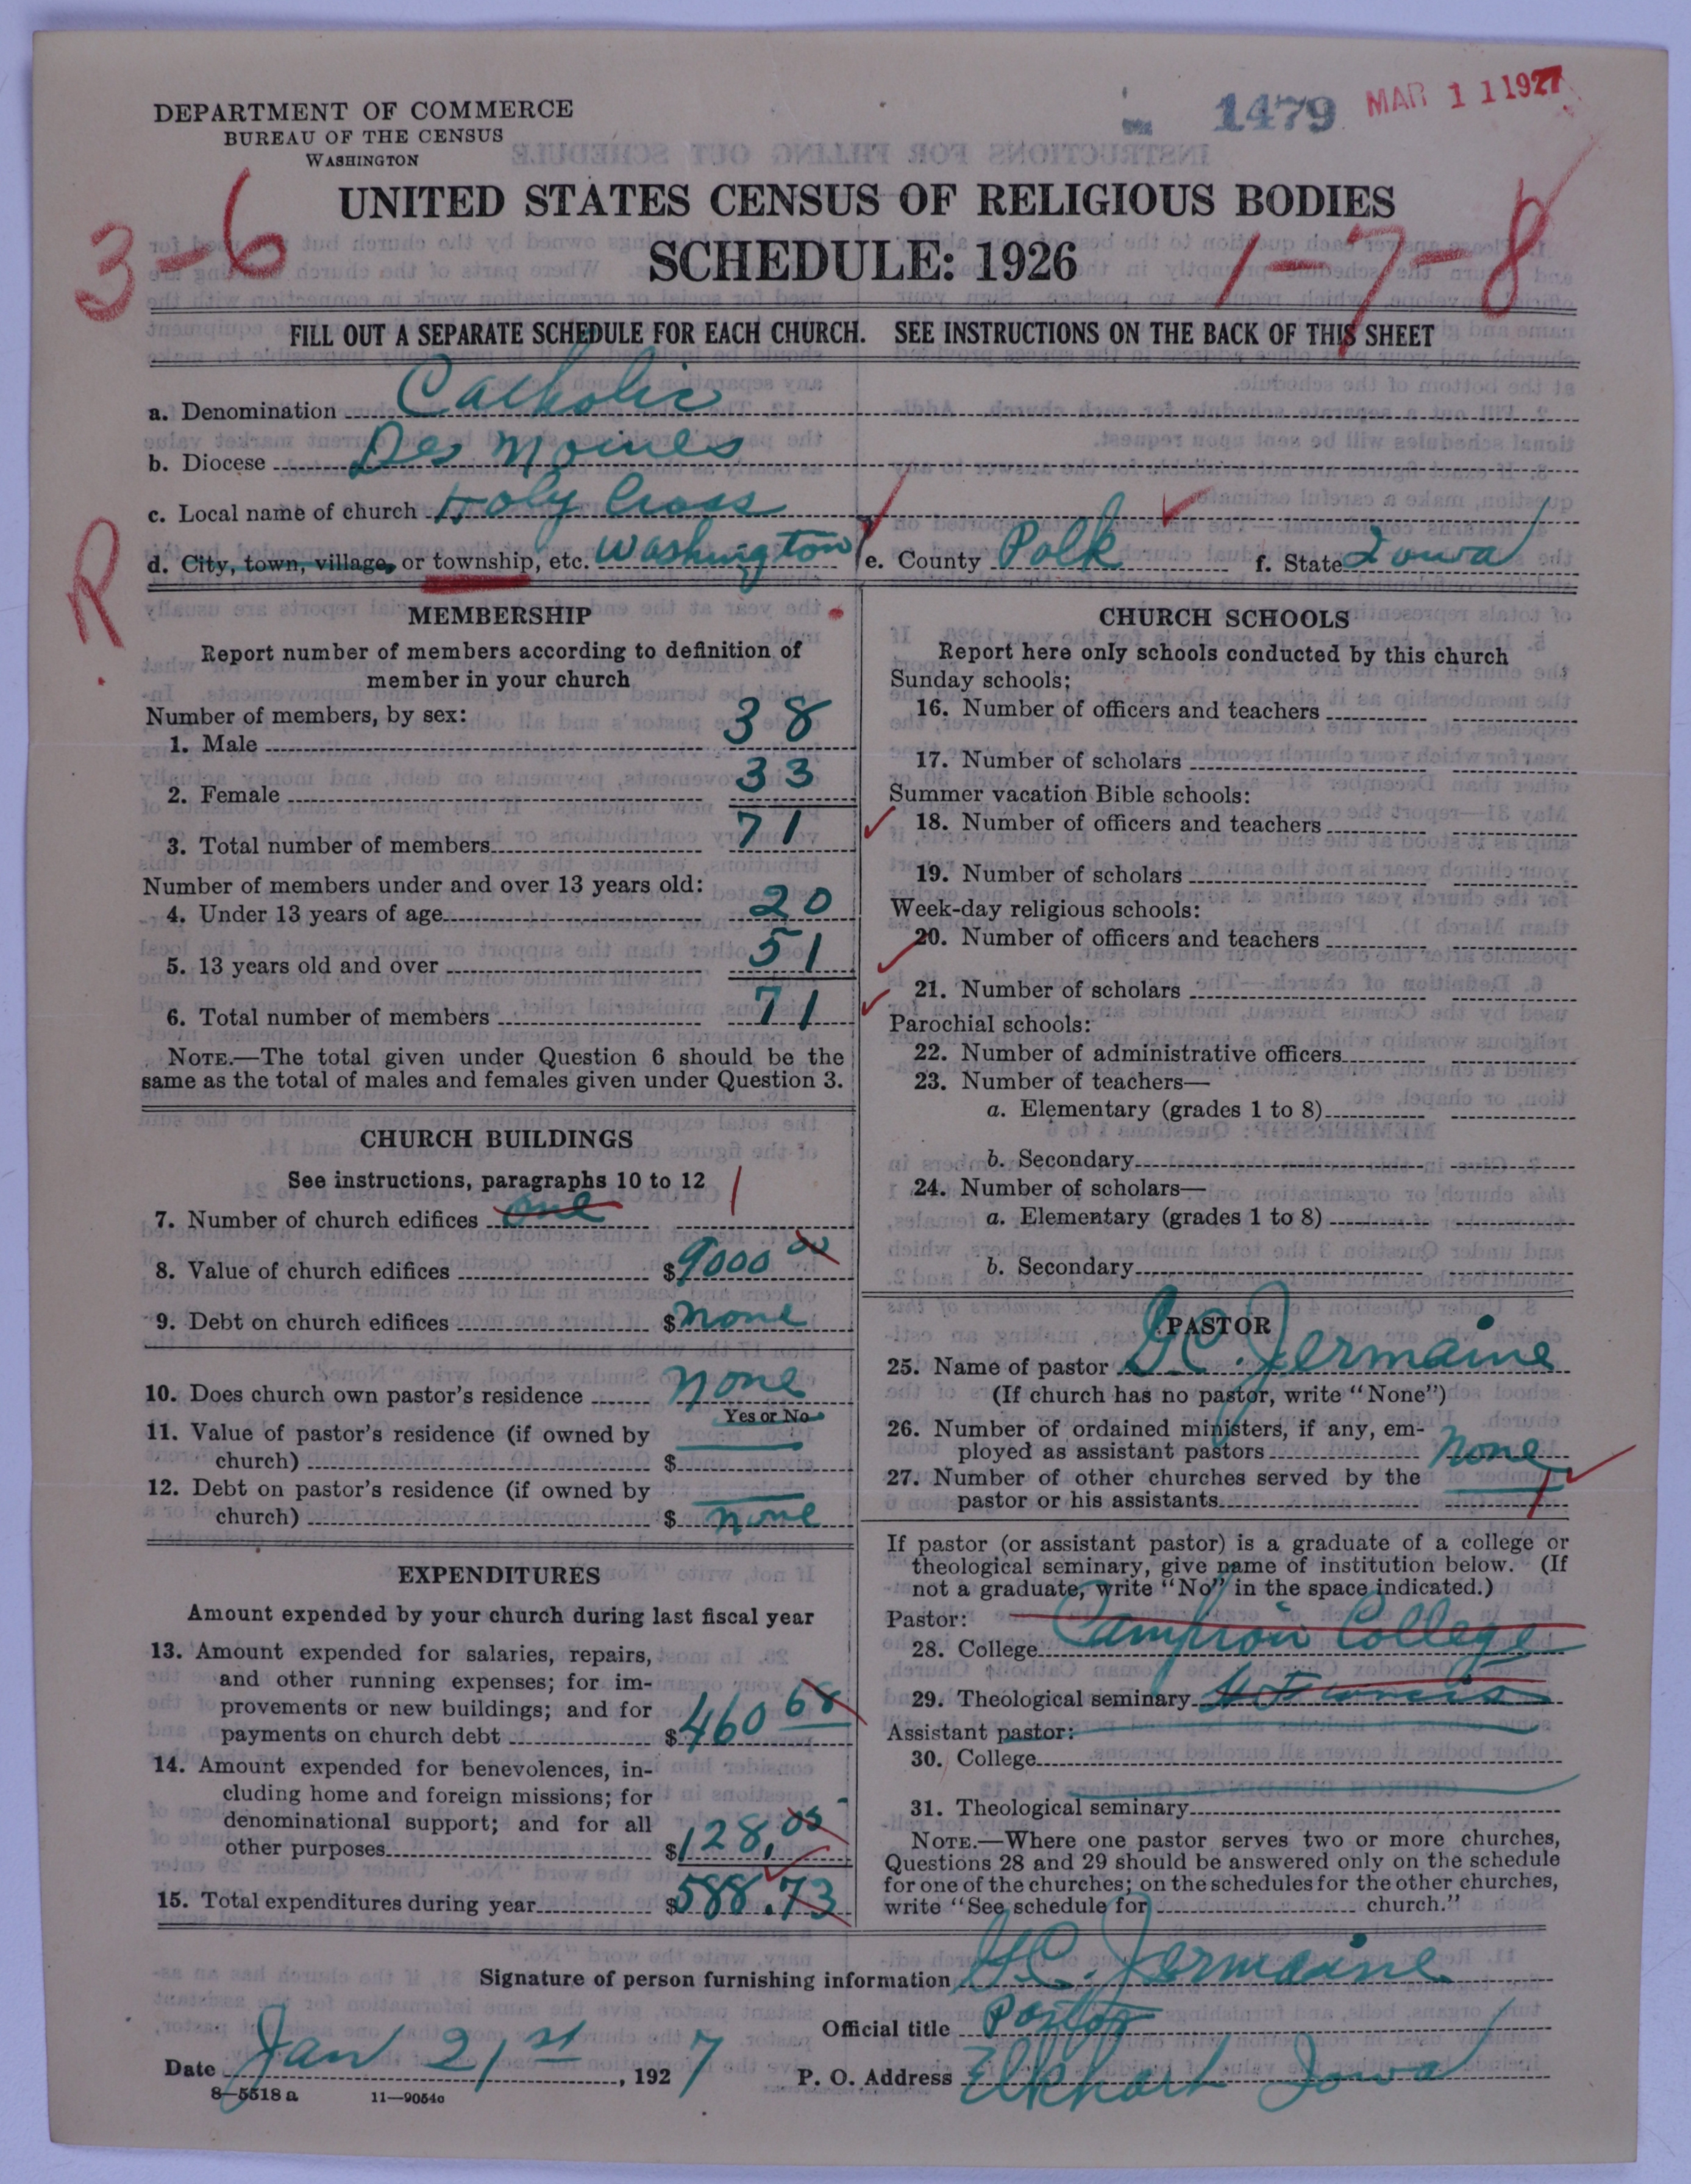 1479 MAR 11 1927
DEPARTMENT OF COMMERCE
BUREAU OF THE CENSUS
WASHINGTON
UNITED STATES CENSUS OF RELIGIOUS BODIES
3-6 SCHEDULE: 1926 1-7-8
FILL OUT A SEPARATE SCHEDULE FOR EACH CHURCH. SEE INSTRUCTIONS ON THE BACK OF THIS SHEET
a. Denomination Catholic
b. Diocese Des Moines
c. Local name of church Holy Cross
d. City, town, village, or township, etc. Washington e. County Polk f. State Iowa
R
MEMBERSHIP
Report number of members according to definition of
member in your church
Number of members, by sex:
1. Male 38
2. Female 33
3. Total number of members 71
Number of members under and over 13 years old:
4. Under 13 years of age 20
5. 13 years old and over 51
6. Total number of members 71
NOTE.—The total given under Question 6 should be the
same as the total of males and females given under Question 3.
CHURCH BUILDINGS
See instructions, paragraphs 10 to 12
7. Number of church edifices one 1
8. Value of church edifices $9000 00
9. Debt on church edifices $none
10. Does church own pastor's residence none
Yes or No
11. Value of pastor's residence (if owned by
church) $
12. Debt on pastor's residence (if owned by
church) $ none
EXPENDITURES
Amount expended by your church during last fiscal year
13. Amount expended for salaries, repairs,
and other running expenses; for im-
provements or new buildings; and for
payments on church debt $460 68
14. Amount expended for benevolences, in-
cluding home and foreign missions; for
denominational support; and for all
other purposes $128.05
15. Total expenditures during year $588.73
CHURCH SCHOOLS
Report here only schools conducted by this church
Sunday schools:
16. Number of officers and teachers
17. Number of scholars
Summer vacation Bible schools:
18. Number of officers and teachers
19. Number of scholars
Week-day religious schools:
20. Number of officers and teachers
21. Number of scholars
Parochial schools:
22. Number of administrative officers
23. Number of teachers—
a. Elementary (grades 1 to 8)
b. Secondary
24. Number of scholars—
a. Elementary (grades 1 to 8)
b. Secondary
PASTOR
25. Name of pastor G.C. Jermaine
(If church has no pastor, write "None")
26. Number of ordained ministers, if any, em-
ployed as assistant pastors none
27. Number of other churches served by the
pastor or his assistants 1
If pastor (or assistant pastor) is a graduate of a college or
theological seminary, give name of institution below. (If
not a graduate, write "No" in the space indicated.)
Pastor:
28. College Campion College
29. Theological seminary St Francis
Assistant pastor:
30. College
31. Theological seminary
NOTE.—Where one pastor serves two or more churches,
Questions 28 and 29 should be answered only on the schedule
for one of the churches; on the schedules for the other churches,
write "See schedule for church."
Signature of person furnishing information G.C. Jermaine
Official title Pastor
Date Jan 21st, 1927 P. O. Address Elkhart Iowa
8—5518 a 11—9054o